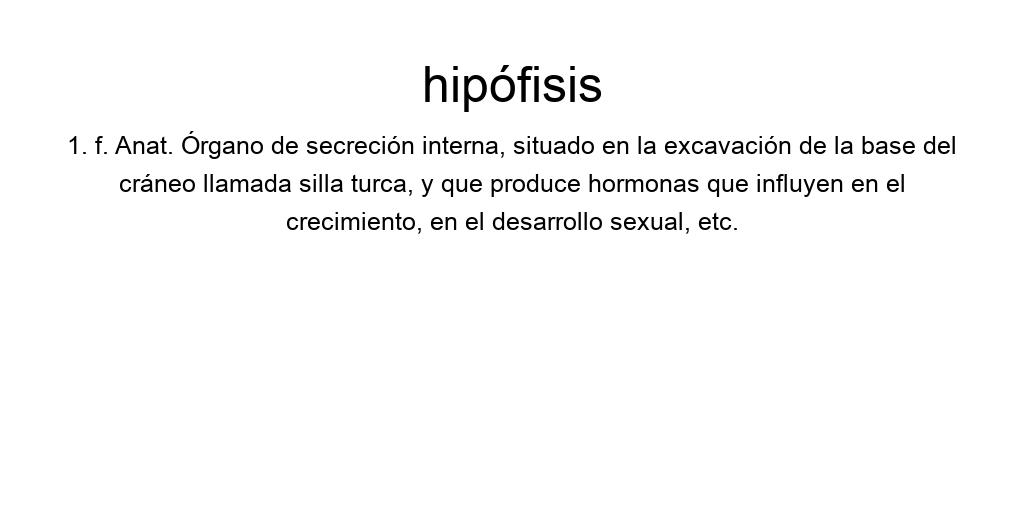 hipófisis
1. f. Anat. Órgano de secreción interna, situado en la excavación de la base del
cráneo llamada silla turca, y que produce hormonas que influyen en el
crecimiento, en el desarrollo sexual, etc.